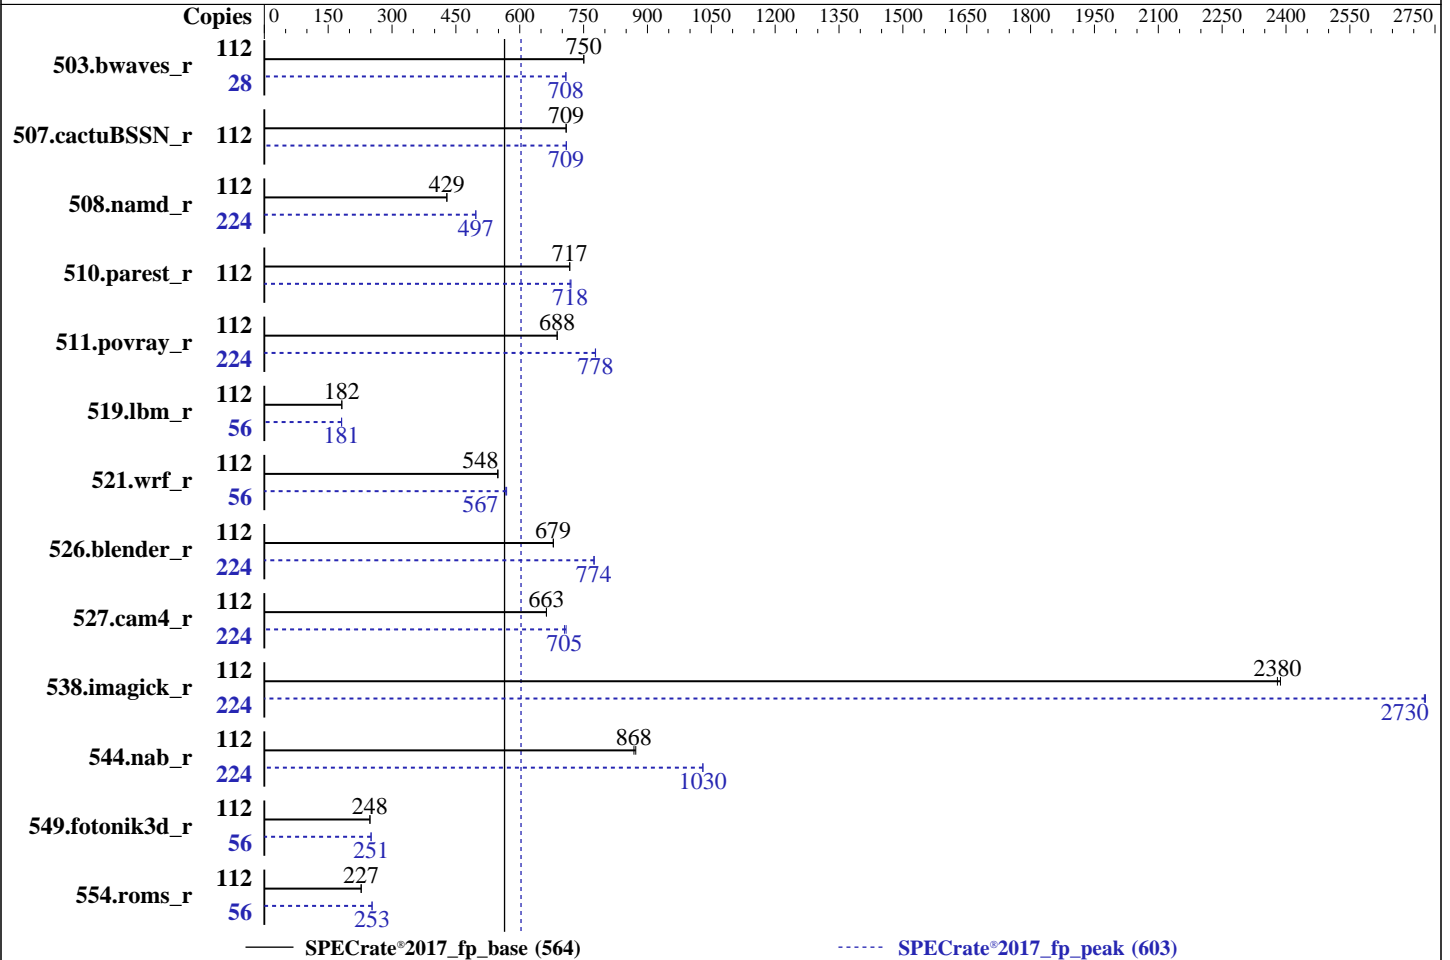 Copies 0 150 300 450 600 750 900 1050 1200 1350 1500 1650 1800 1950 2100 2250 2400 2550 2750
503.bwaves_r 112 750
28 708
507.cactuBSSN_r 112 709
709
508.namd_r 112 429
224 497
510.parest_r 112 717
718
511.povray_r 112 688
224 778
519.lbm_r 112 182
56 181
521.wrf_r 112 548
56 567
526.blender_r 112 679
224 774
527.cam4_r 112 663
224 705
538.imagick_r 112 2380
224 2730
544.nab_r 112 868
224 1030
549.fotonik3d_r 112 248
56 251
554.roms_r 112 227
56 253
SPECrate®2017_fp_base (564) SPECrate®2017_fp_peak (603)